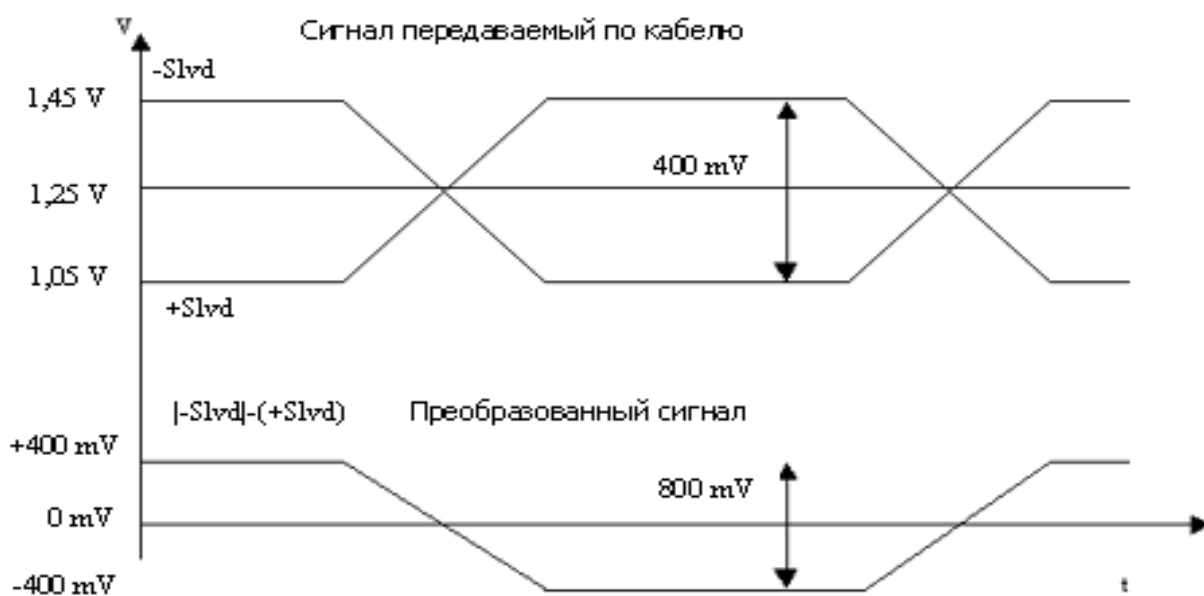 V
Сигнал передаваемый по кабелю
-Slvd
1,45 V
400 mV
1,25 V
1,05 V
+Slvd
|-Slvd|-(+Slvd)
Преобразованный сигнал
+400 mV
800 mV
0 mV
-400 mV
t